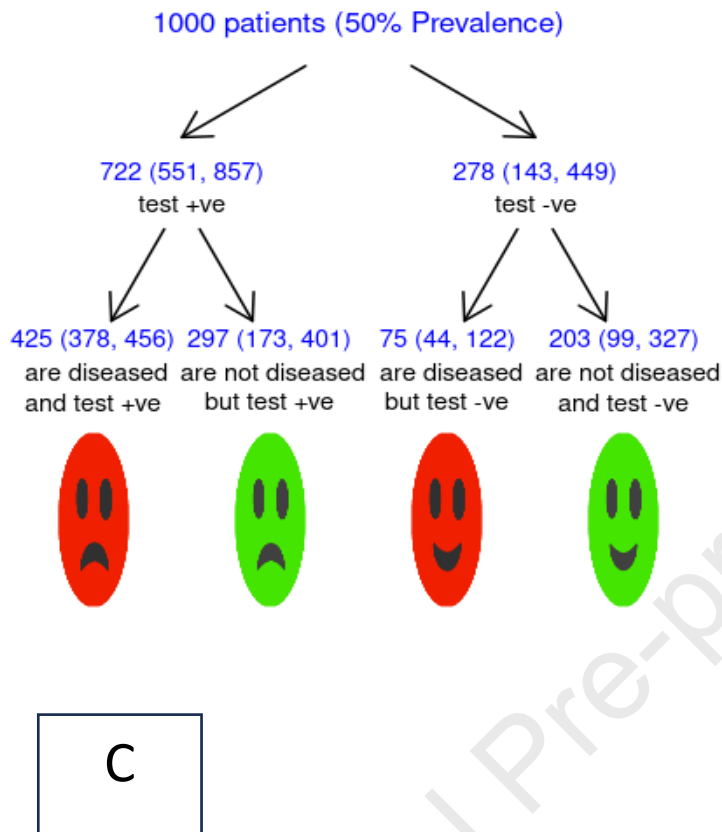 1000 patients (50% Prevalence)
722 (551, 857) 278 (143, 449)
test +ve test -ve
425 (378, 456) 297 (173, 401) 75 (44, 122) 203 (99, 327)
are diseased are not diseased are diseased are not diseased
and test +ve but test +ve but test -ve and test -ve
C